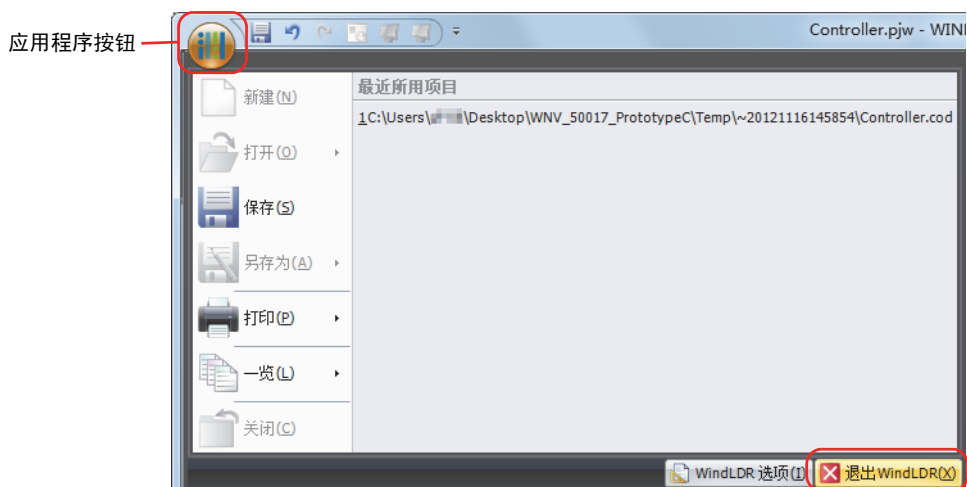 应用程序按钮
Controller.pjw - WIN
新建(N)
打开(O)
保存(S)
另存为(A)
打印(P)
一览(L)
关闭(C)
最近所用项目
1C:\Users\ \Desktop\WNV_50017_PrototypeC\Temp\~20121116145854\Controller.cod
WindLDR 选项(I)
退出WindLDR(X)